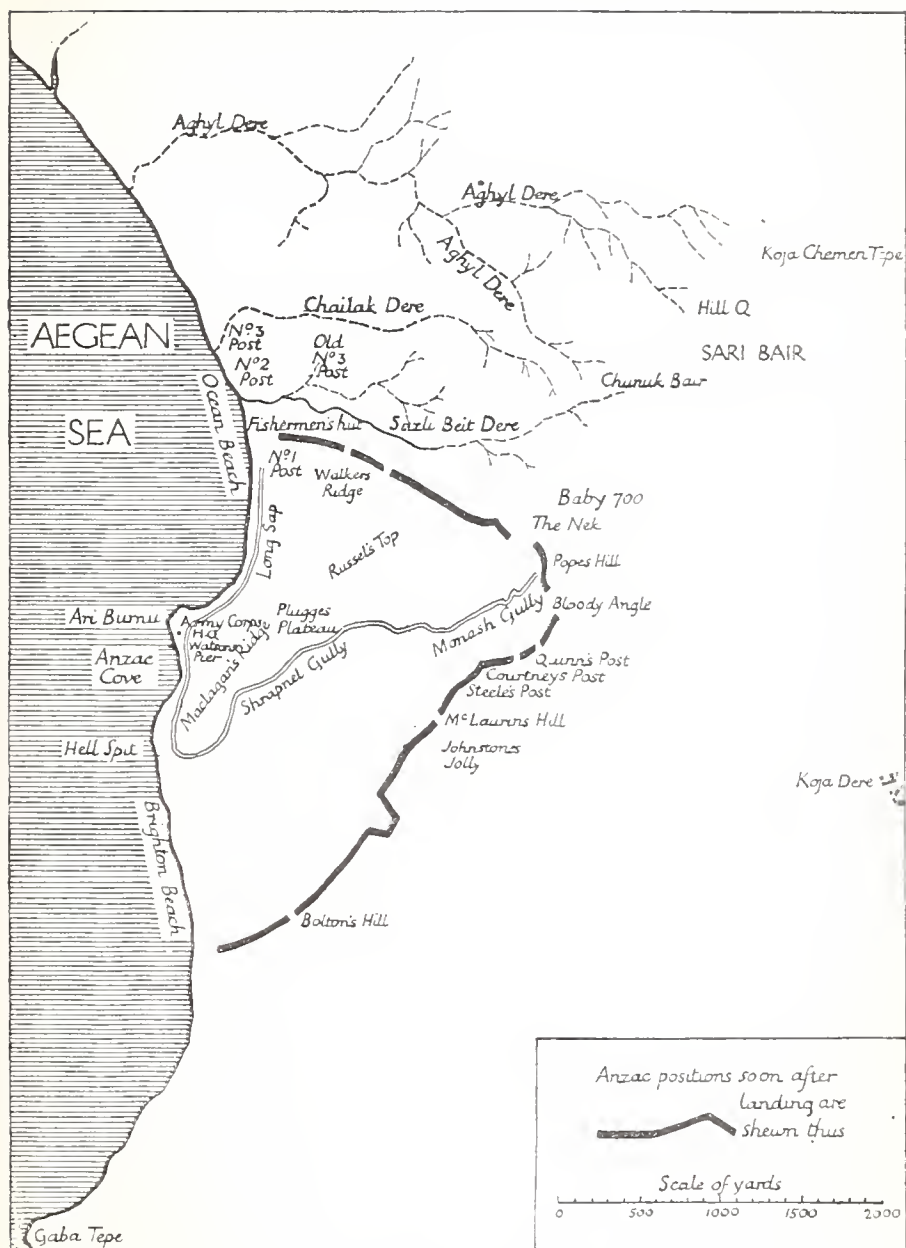 Aghyl Dere
Aghyl Dere
Aghyl Dere
Koja Chemen Tepe
Hill Q
Chailak Dere
SARI BAIR
Nº3
Post
Old
Nº3
Post
Nº2
Post
Chunuk Bair
AEGEAN
SEA
Ocean Beach
Fishermen's hut
Sazli Beit Dere
Nº1
Post
Walkers
Ridge
Baby 700
The Nek
Long Sap
Russel's Top
Popes Hill
Ari Burnu
Army Corps
H.Q.
Watsons
Pier
Plugges
Plateau
Monash Gully
Bloody Angle
Anzac
Cove
Maclagan's Ridge
Shrapnel Gully
Quinn's Post
Courtneys Post
Steele's Post
McLaurins Hill
Hell Spit
Johnstones
Jolly
Koja Dere
Brighton Beach
Bolton's Hill
Gaba Tepe
Anzac positions soon after
landing are
shewn thus
Scale of yards
0 500 1000 1500 2000